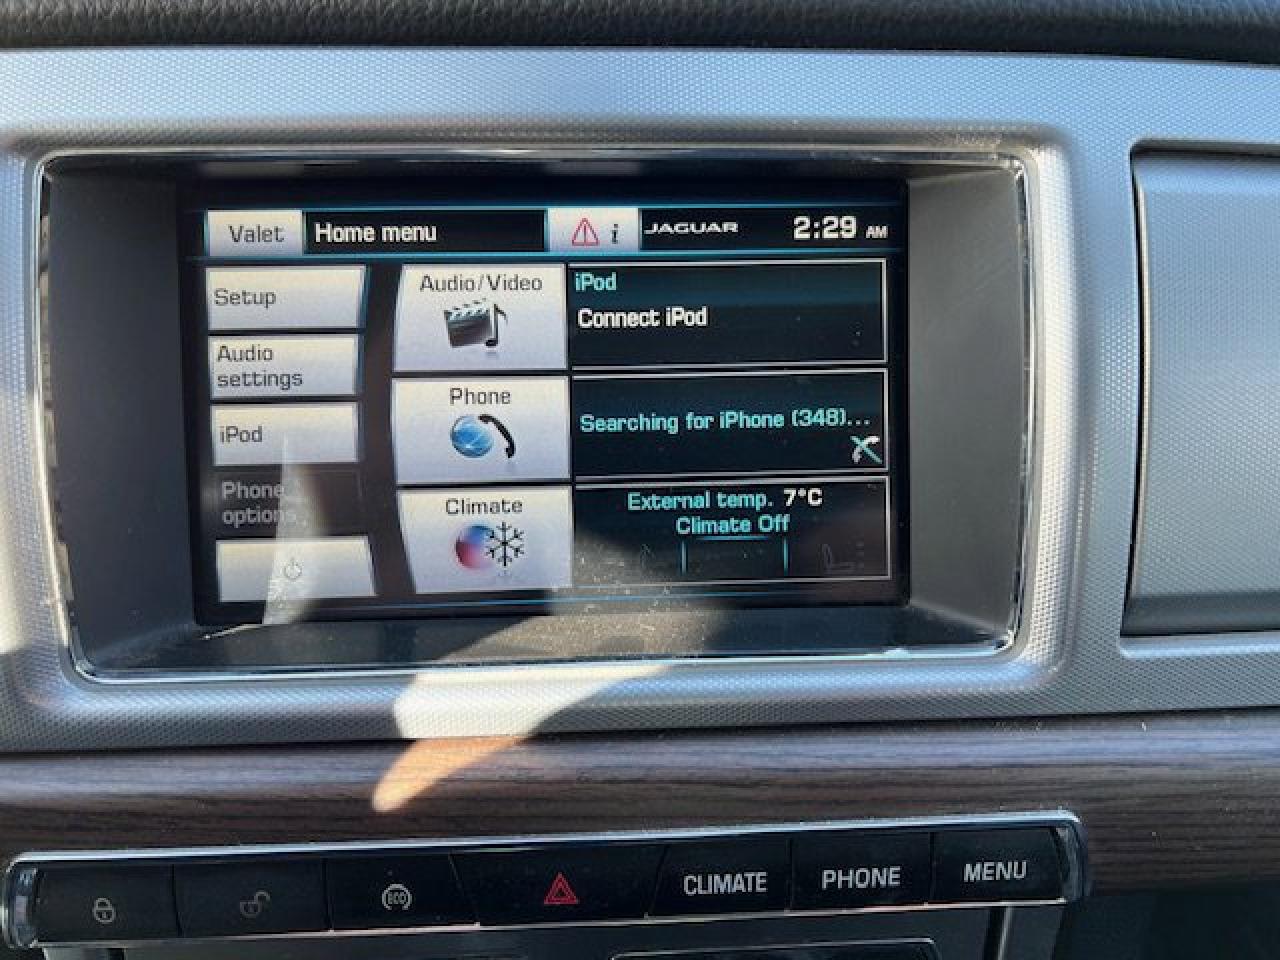 Valet
Home menu
i
JAGUAR
2:29 AM
Setup
Audio
settings
iPod
Phone
options
Audio/Video
Phone
Climate
iPod
Connect iPod
Searching for iPhone (348)...
External temp. 7°C
Climate Off
ECO
CLIMATE
PHONE
MENU